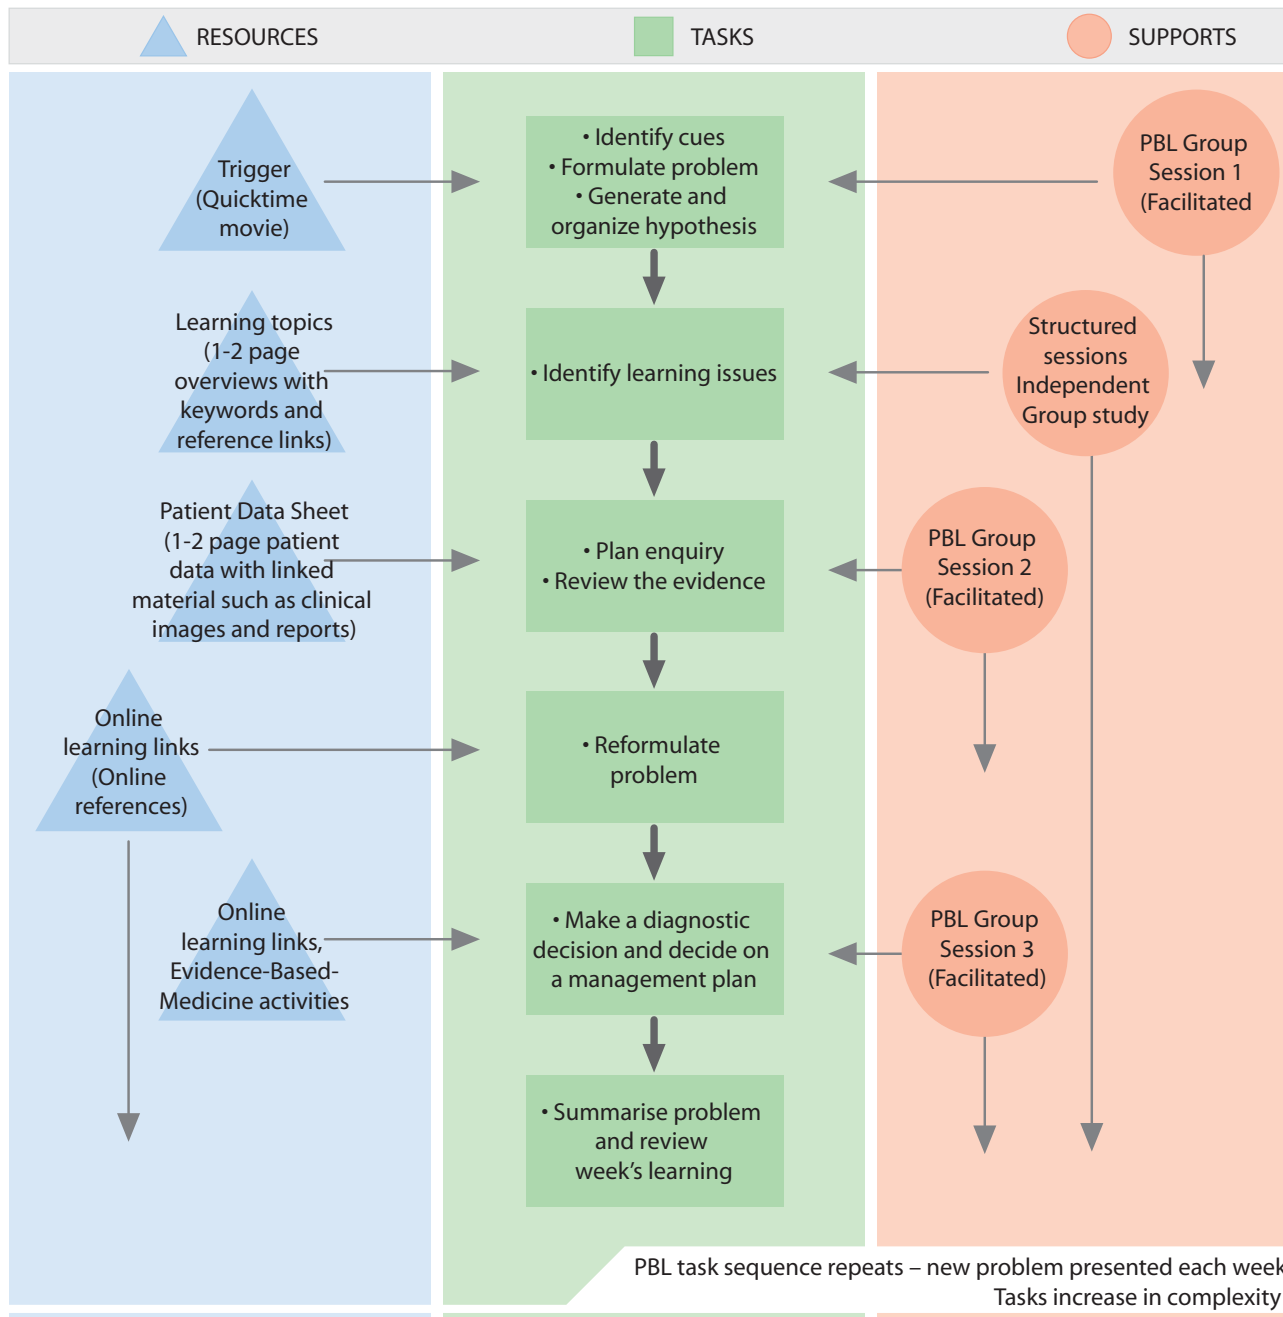 RESOURCES
TASKS
SUPPORTS
Trigger
(Quicktime
movie)
• Identify cues
• Formulate problem
• Generate and
organize hypothesis
PBL Group
Session 1
(Facilitated
Learning topics
(1-2 page
overviews with
keywords and
reference links)
• Identify learning issues
Structured
sessions
Independent
Group study
Patient Data Sheet
(1-2 page patient
data with linked
material such as clinical
images and reports)
• Plan enquiry
• Review the evidence
PBL Group
Session 2
(Facilitated)
Online
learning links
(Online
references)
• Reformulate
problem
Online
learning links,
Evidence-Based-
Medicine activities
• Make a diagnostic
decision and decide on
a management plan
PBL Group
Session 3
(Facilitated)
• Summarise problem
and review
week’s learning
PBL task sequence repeats – new problem presented each week
Tasks increase in complexity